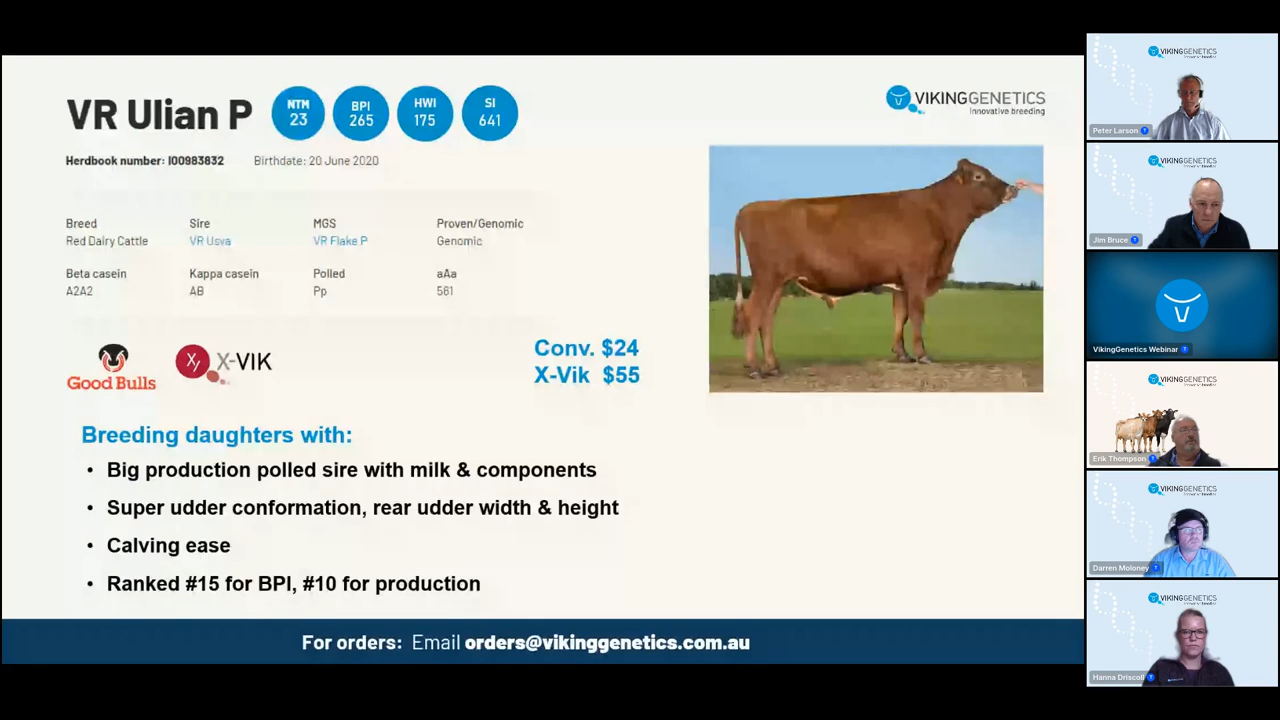 VR Ulian P
NTM
23
BPI
265
HWI
175
SI
641
VIKINGGENETICS
Innovative breeding
Herdbook number: I00983832 Birthdate: 20 June 2020
Breed Sire MGS Proven/Genomic
Red Dairy Cattle VR Usva VR Flake P Genomic
Beta casein Kappa casein Polled aAa
A2A2 AB Pp 561
GOOD BULLS
X-VIK
Conv. $24
X-Vik $55
Breeding daughters with:
• Big production polled sire with milk & components
• Super udder conformation, rear udder width & height
• Calving ease
• Ranked #15 for BPI, #10 for production
For orders: Email orders@vikinggenetics.com.au
VIKINGGENETICS
Peter Larson
VIKINGGENETICS
Jim Bruce
VikingGenetics Webinar
VIKINGGENETICS
Erik Thompson
VIKINGGENETICS
Darren Moloney
VIKINGGENETICS
Hanna Driscoll